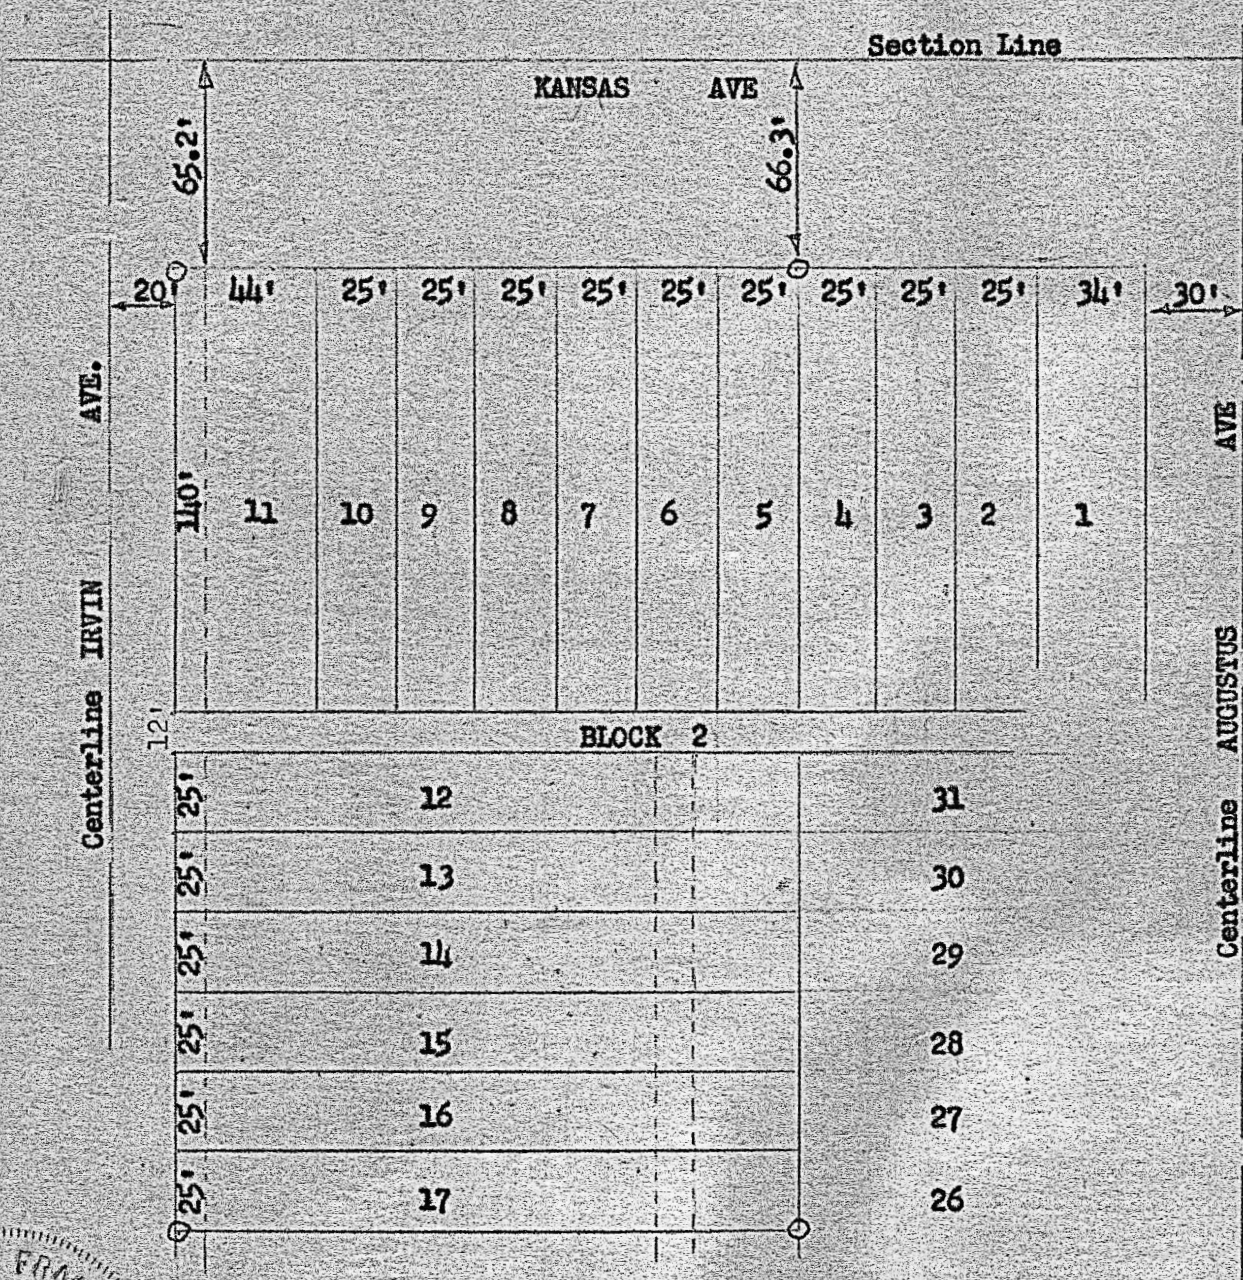 Section Line
KANSAS AVE
65.2'
66.3'
20' 44' 25' 25' 25' 25' 25' 25' 25' 25' 25' 34' 30'
AVE.
AVE
140' 11 10 9 8 7 6 5 4 3 2 1
Centerline IRVIN
Centerline AUGUSTUS
12'
BLOCK 2
25' 12 31
25' 13 30
25' 14 29
25' 15 28
25' 16 27
25' 17 26